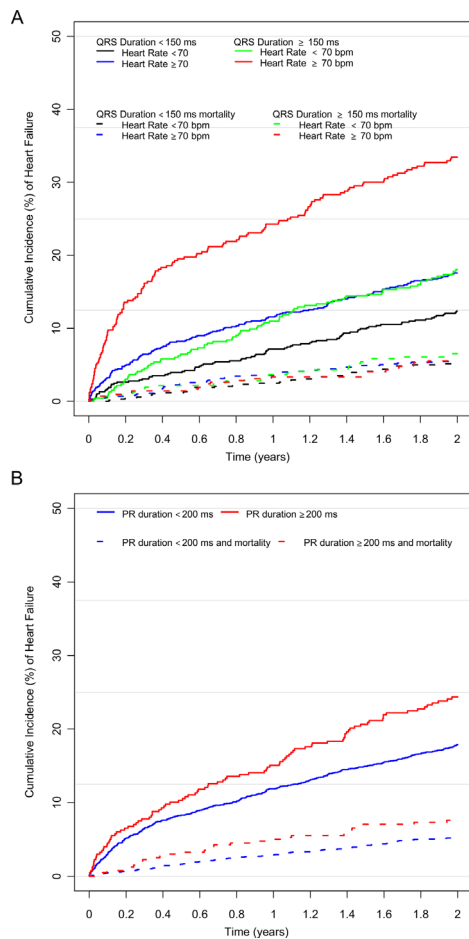 A
QRS Duration < 150 ms QRS Duration ≥ 150 ms
Heart Rate < 70 Heart Rate < 70 bpm
Heart Rate ≥ 70 Heart Rate ≥ 70 bpm
QRS Duration < 150 ms mortality QRS Duration ≥ 150 ms mortality
Heart Rate < 70 bpm Heart Rate < 70 bpm
Heart Rate ≥ 70 bpm Heart Rate ≥ 70 bpm
Cumulative Incidence (%) of Heart Failure
50
40
30
20
10
0
0 0.2 0.4 0.6 0.8 1 1.2 1.4 1.6 1.8 2
Time (years)
B
PR duration < 200 ms PR duration ≥ 200 ms
PR duration < 200 ms and mortality PR duration ≥ 200 ms and mortality
Cumulative Incidence (%) of Heart Failure
50
40
30
20
10
0
0 0.2 0.4 0.6 0.8 1 1.2 1.4 1.6 1.8 2
Time (years)